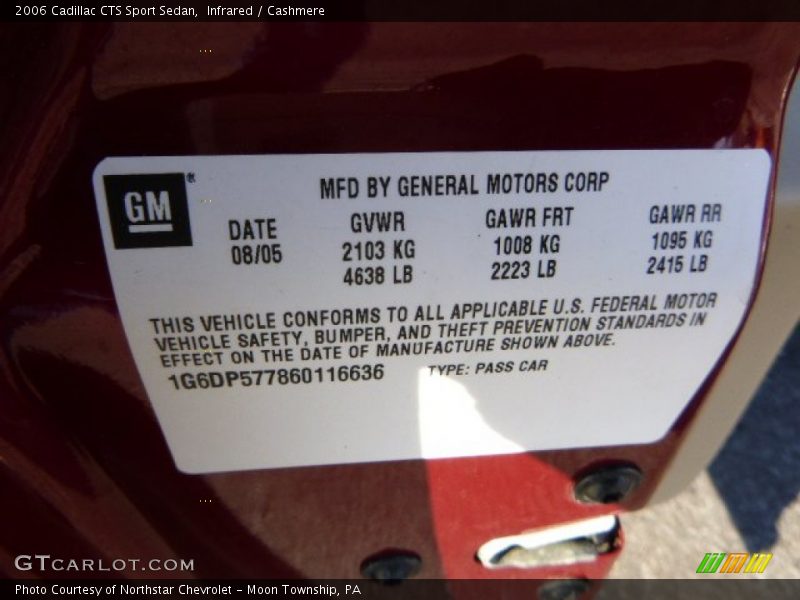 2006 Cadillac CTS Sport Sedan, Infrared / Cashmere
GM®
MFD BY GENERAL MOTORS CORP
DATE GVWR GAWR FRT GAWR RR
08/05 2103 KG 1008 KG 1095 KG
4638 LB 2223 LB 2415 LB
THIS VEHICLE CONFORMS TO ALL APPLICABLE U.S. FEDERAL MOTOR
VEHICLE SAFETY, BUMPER, AND THEFT PREVENTION STANDARDS IN
EFFECT ON THE DATE OF MANUFACTURE SHOWN ABOVE.
1G6DP577860116636 TYPE: PASS CAR
GTCARLOT.COM
Photo Courtesy of Northstar Chevrolet - Moon Township, PA